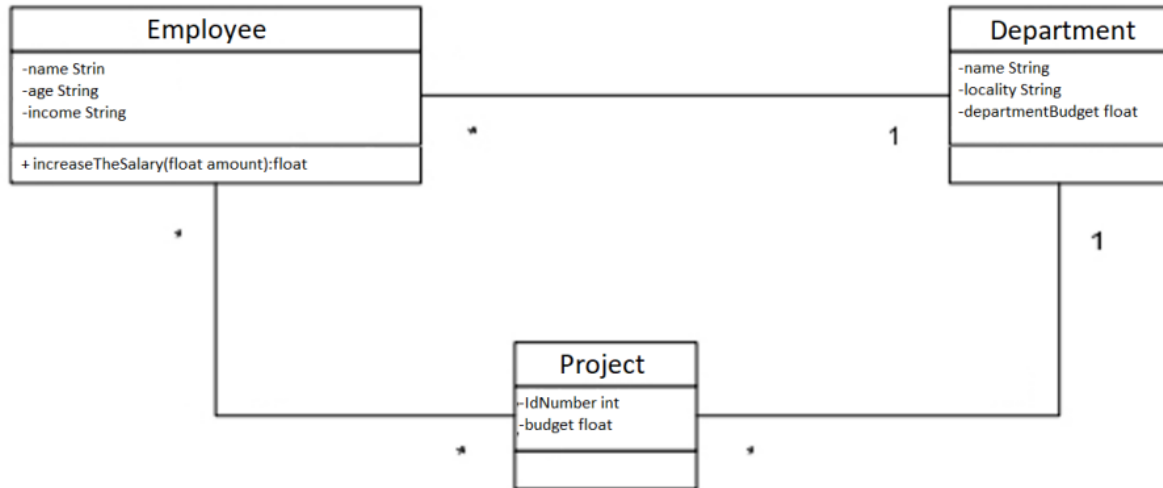 Employee
-name Strin
-age String
-income String
+ increaseTheSalary(float amount):float
Department
-name String
-locality String
-departmentBudget float
*
1
*
1
Project
-IdNumber int
-budget float
*
*